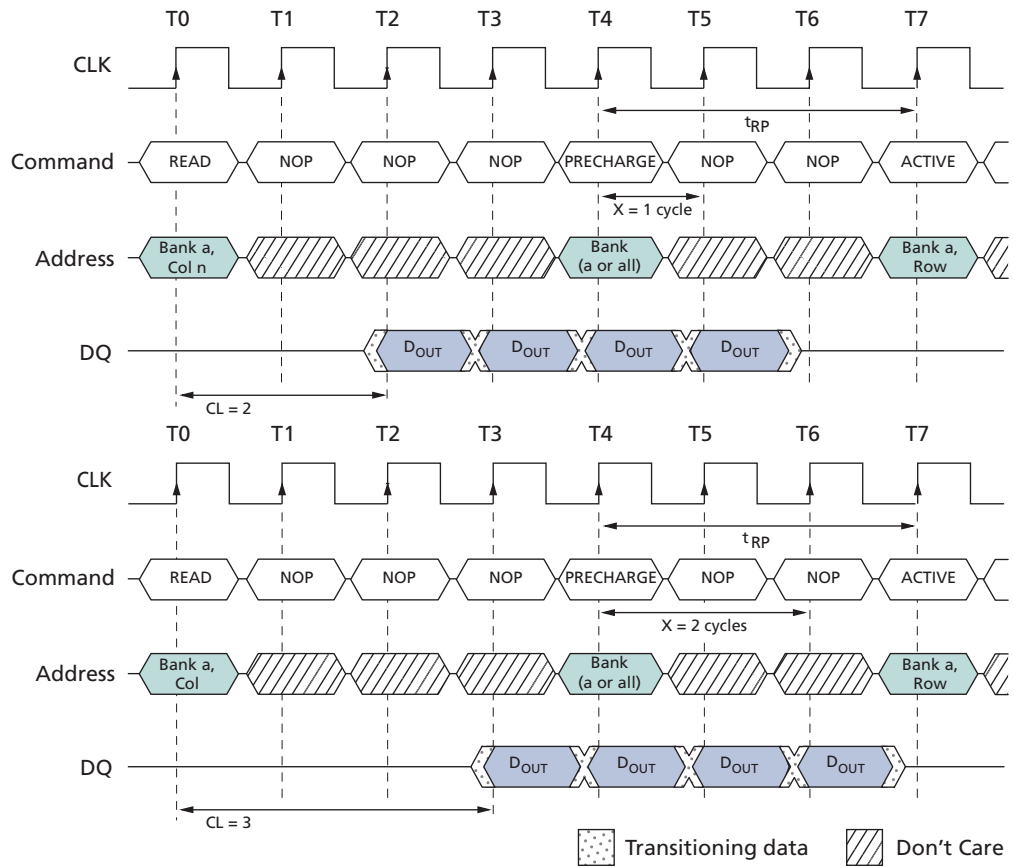 T0 T1 T2 T3 T4 T5 T6 T7
CLK
tRP
Command READ NOP NOP NOP PRECHARGE NOP NOP ACTIVE
X = 1 cycle
Address Bank a, Col n Bank (a or all) Bank a, Row
DQ DOUT DOUT DOUT DOUT
CL = 2
T0 T1 T2 T3 T4 T5 T6 T7
CLK
tRP
Command READ NOP NOP NOP PRECHARGE NOP NOP ACTIVE
X = 2 cycles
Address Bank a, Col Bank (a or all) Bank a, Row
DQ DOUT DOUT DOUT DOUT
CL = 3
Transitioning data Don't Care